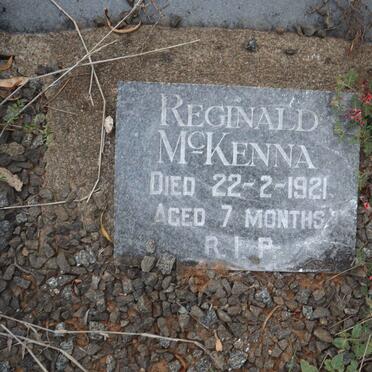 REGINALD
McKENNA
DIED 22-2-1921
AGED 7 MONTHS
R I P